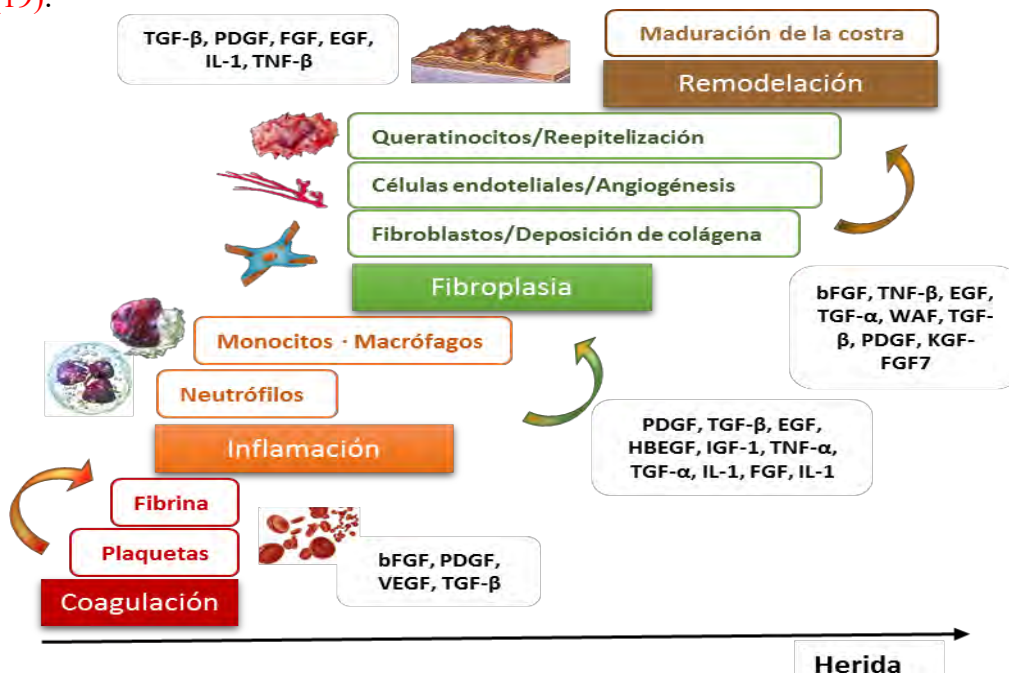 19).
TGF-β, PDGF, FGF, EGF,
IL-1, TNF-β
Maduración de la costra
Remodelación
Queratinocitos/Reepitelización
Células endoteliales/Angiogénesis
Fibroblastos/Deposición de colágena
Fibroplasia
bFGF, TNF-β, EGF,
TGF-α, WAF, TGF-
β, PDGF, KGF-
FGF7
Monocitos · Macrófagos
Neutrófilos
Inflamación
PDGF, TGF-β, EGF,
HBEGF, IGF-1, TNF-α,
TGF-α, IL-1, FGF, IL-1
Fibrina
Plaquetas
Coagulación
bFGF, PDGF,
VEGF, TGF-β
Herida